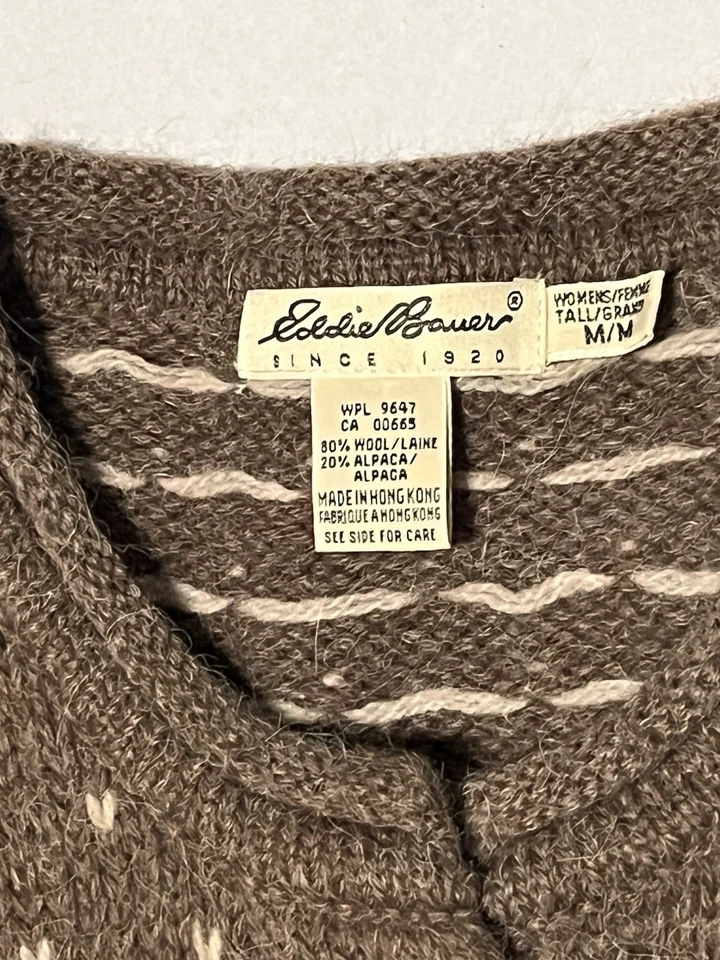 Eddie Bauer®
SINCE 1920
WOMENS/FEMME
TALL/GRAND
M/M
WPL 9647
CA 00665
80% WOOL/LAINE
20% ALPACA/
ALPACA
MADE IN HONG KONG
FABRIQUE A HONG KONG
SEE SIDE FOR CARE